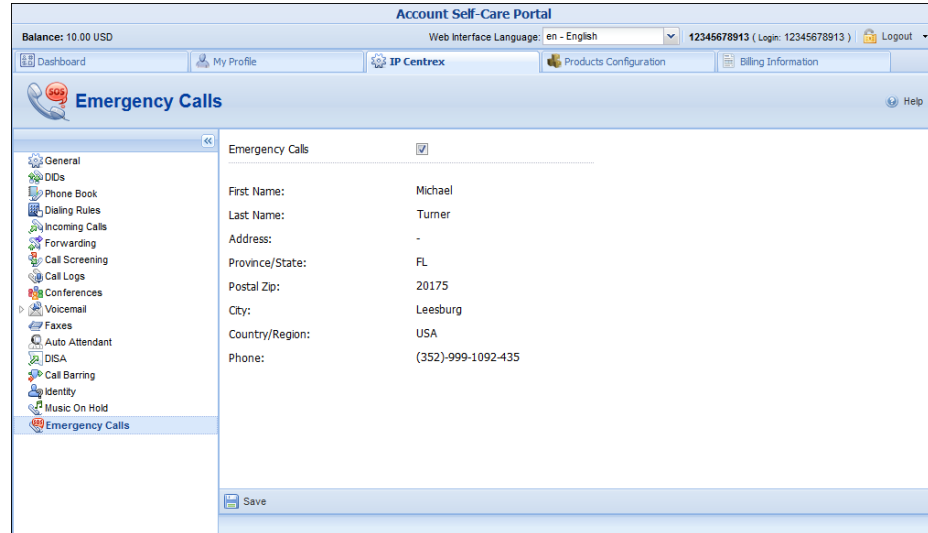 Account Self-Care Portal
Balance: 10.00 USD Web Interface Language: en - English 12345678913 ( Login: 12345678913 ) Logout
Dashboard My Profile IP Centrex Products Configuration Billing Information
SOS Emergency Calls Help
General
DIDs
Phone Book
Dialing Rules
Incoming Calls
Forwarding
Call Screening
Call Logs
Conferences
Voicemail
Faxes
Auto Attendant
DISA
Call Barring
Identity
Music On Hold
Emergency Calls
Emergency Calls
First Name: Michael
Last Name: Turner
Address: -
Province/State: FL
Postal Zip: 20175
City: Leesburg
Country/Region: USA
Phone: (352)-999-1092-435
Save